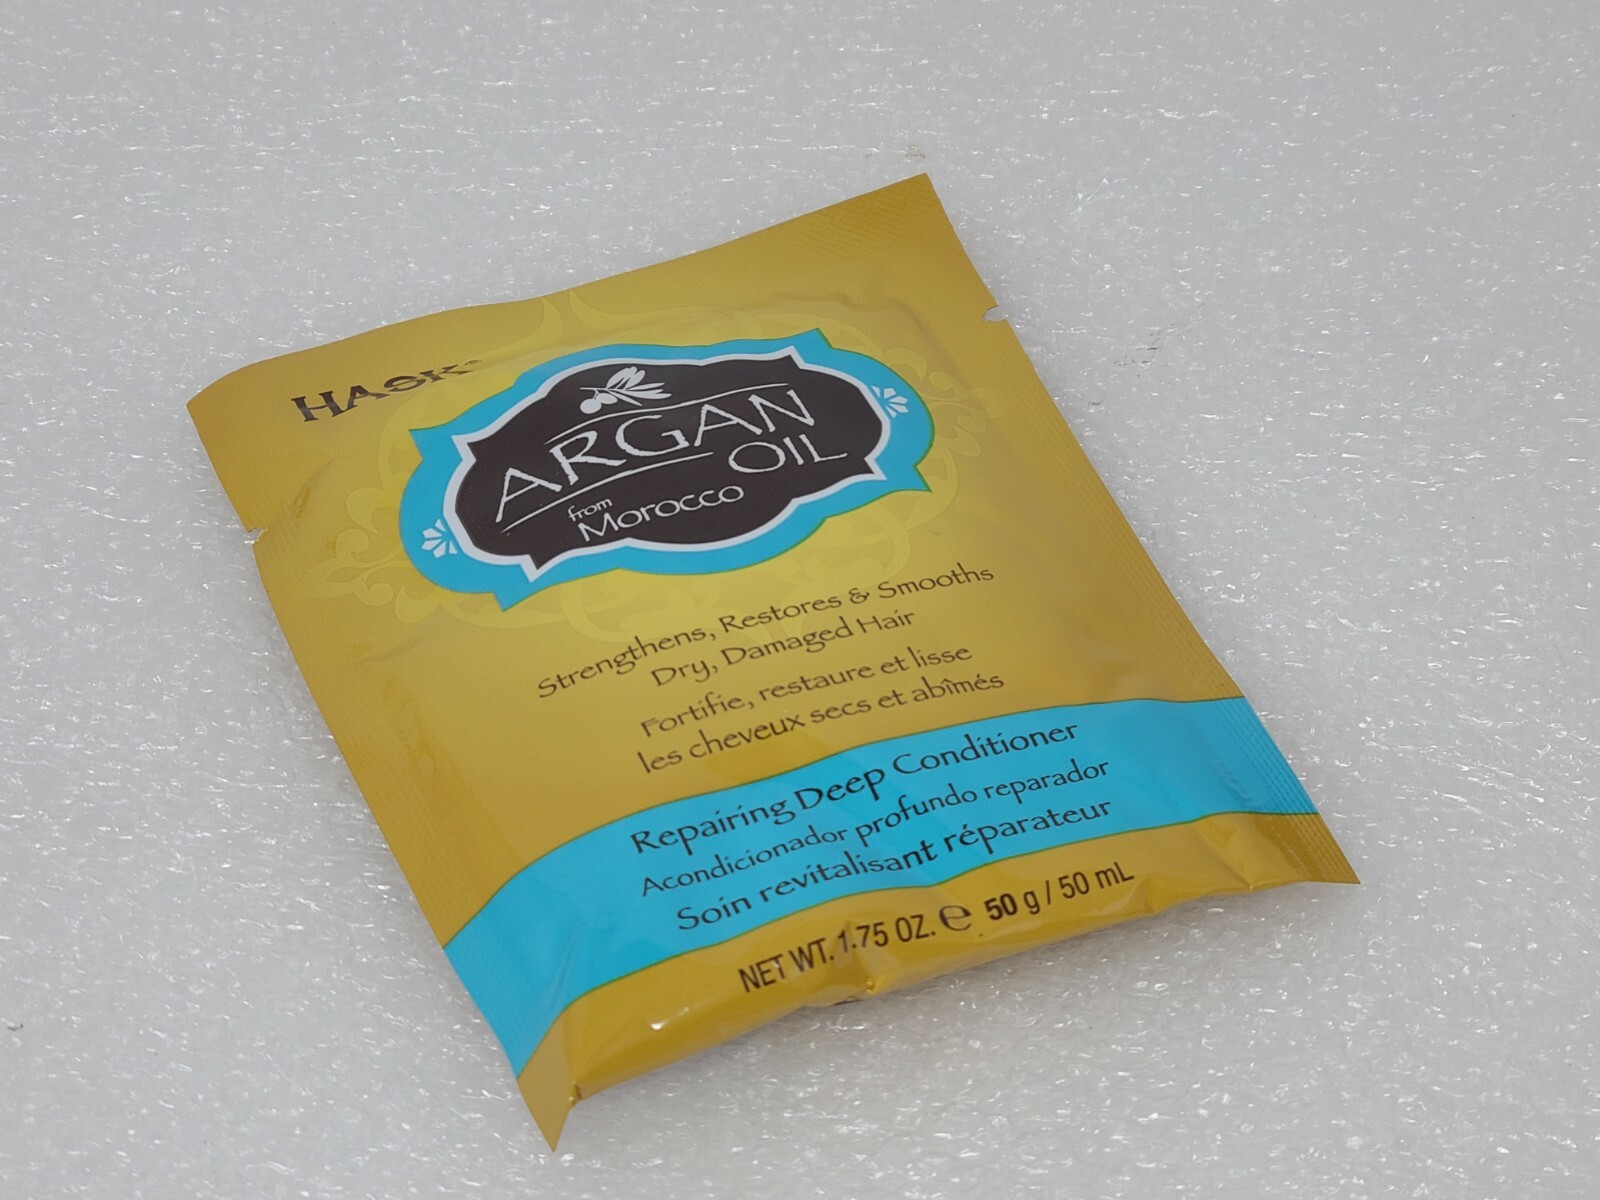 HASK
ARGAN
OIL
from
Morocco
Strengthens, Restores & Smooths
Dry, Damaged Hair
Fortifie, restaure et lisse
les cheveux secs et abîmés
Repairing Deep Conditioner
Acondicionador profundo reparador
Soin revitalisant réparateur
NET WT. 1.75 OZ. ℮ 50 g / 50 mL